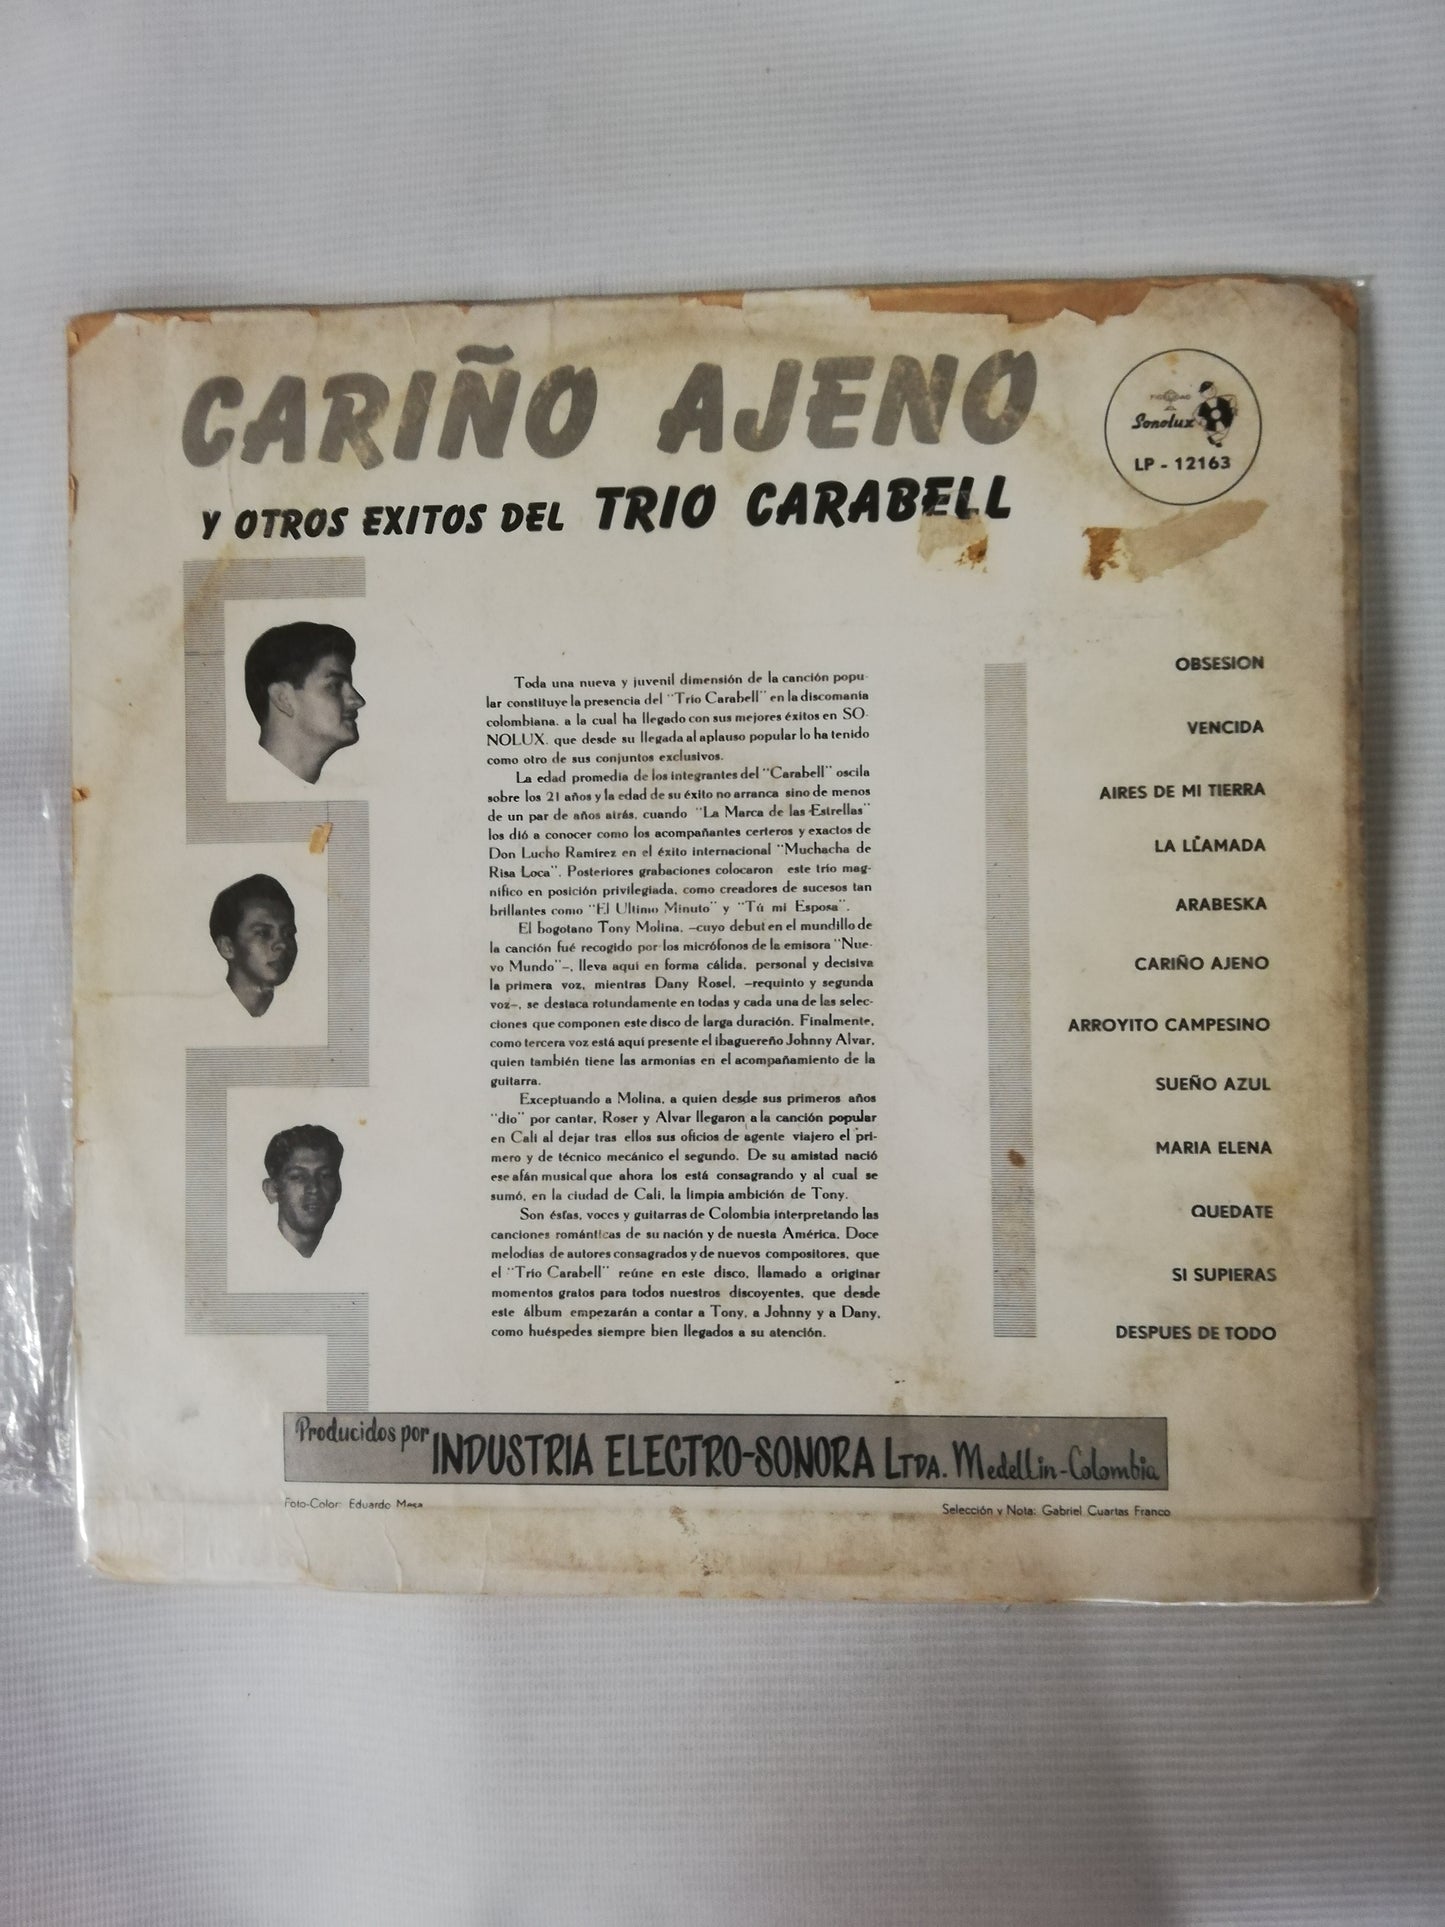 CARIÑO AJENO
Y OTROS EXITOS DEL TRIO CARABELL
FIDELIDAD
Sonolux
LP - 12163
Toda una nueva y juvenil dimensión de la canción popu-
lar constituye la presencia del "Trío Carabell" en la discomanía
colombiana, a la cual ha llegado con sus mejores éxitos en SO-
NOLUX, que desde su llegada al aplauso popular lo ha tenido
como otro de sus conjuntos exclusivos.
La edad promedia de los integrantes del "Carabell" oscila
sobre los 21 años y la edad de su éxito no arranca sino de menos
de un par de años atrás, cuando "La Marca de las Estrellas"
los dió a conocer como los acompañantes certeros y exactos de
Don Lucho Ramírez en el éxito internacional "Muchacha de
Risa Loca". Posteriores grabaciones colocaron este trío mag-
nífico en posición privilegiada, como creadores de sucesos tan
brillantes como "El Ultimo Minuto" y "Tú mi Esposa".
El bogotano Tony Molina, —cuyo debut en el mundillo de
la canción fué recogido por los micrófonos de la emisora "Nue-
vo Mundo"—, lleva aquí en forma cálida, personal y decisiva
la primera voz, mientras Dany Rosel, —requinto y segunda
voz—, se destaca rotundamente en todas y cada una de las selec-
ciones que componen este disco de larga duración. Finalmente,
como tercera voz está aquí presente el ibaguereño Johnny Alvar,
quien también tiene las armonías en el acompañamiento de la
guitarra.
Exceptuando a Molina, a quien desde sus primeros años
"dio" por cantar, Roser y Alvar llegaron a la canción popular
en Cali al dejar tras ellos sus oficios de agente viajero el pri-
mero y de técnico mecánico el segundo. De su amistad nació
ese afán musical que ahora los está consagrando y al cual se
sumó, en la ciudad de Cali, la limpia ambición de Tony.
Son éstas, voces y guitarras de Colombia interpretando las
canciones románticas de su nación y de nuesta América. Doce
melodías de autores consagrados y de nuevos compositores, que
el "Trío Carabell" reúne en este disco, llamado a originar
momentos gratos para todos nuestros discoyentes, que desde
este álbum empezarán a contar a Tony, a Johnny y a Dany,
como huéspedes siempre bien llegados a su atención.
OBSESION
VENCIDA
AIRES DE MI TIERRA
LA LLAMADA
ARABESKA
CARIÑO AJENO
ARROYITO CAMPESINO
SUEÑO AZUL
MARIA ELENA
QUEDATE
SI SUPIERAS
DESPUES DE TODO
Producidos por INDUSTRIA ELECTRO-SONORA LTDA. Medellín-Colombia
Foto-Color: Eduardo Mesa
Selección y Nota: Gabriel Cuartas Franco